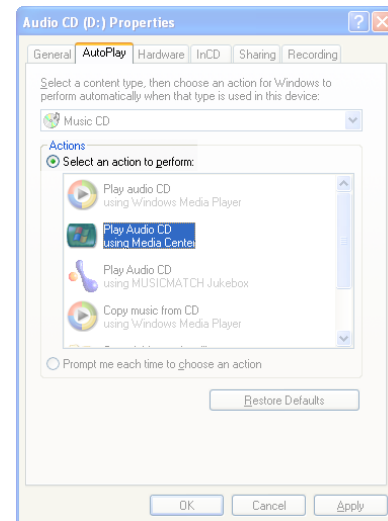 Audio CD (D:) Properties
General AutoPlay Hardware InCD Sharing Recording
Select a content type, then choose an action for Windows to
perform automatically when that type is used in this device:
Music CD
Actions
Select an action to perform:
Play audio CD
using Windows Media Player
Play Audio CD
using Media Center
Play Audio CD
using MUSICMATCH Jukebox
Copy music from CD
using Windows Media Player
Prompt me each time to choose an action
Restore Defaults
OK Cancel Apply